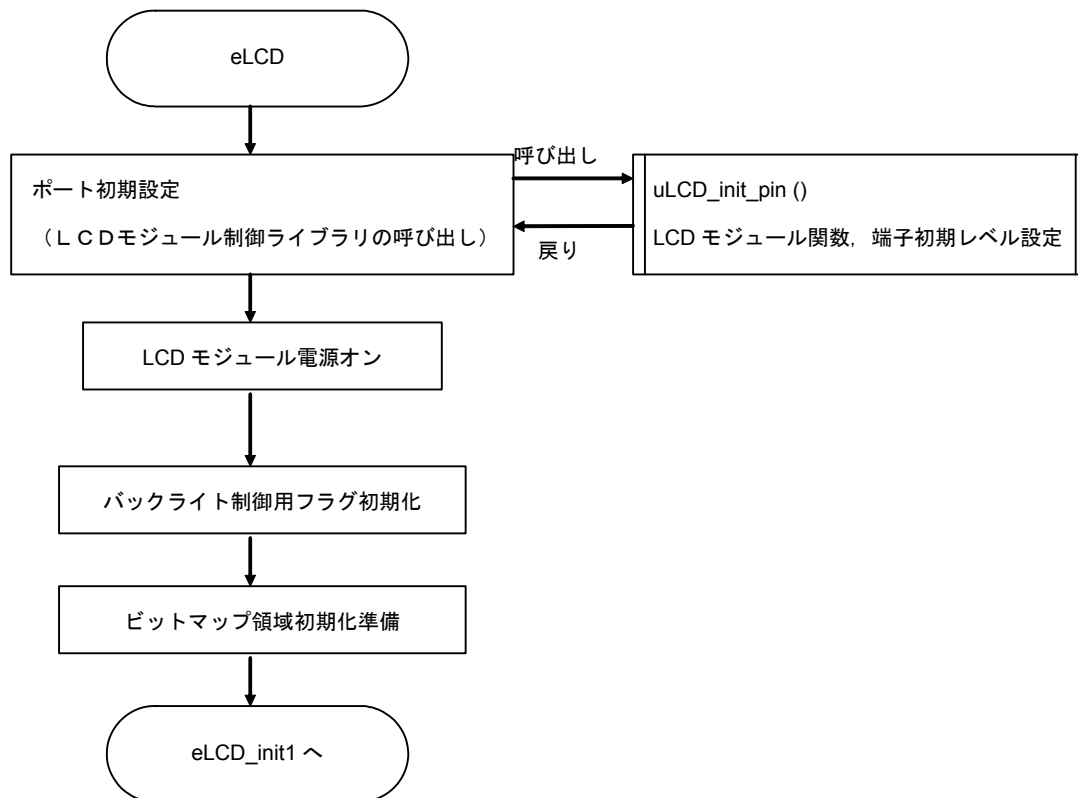 eLCD
ポート初期設定
（ＬＣＤモジュール制御ライブラリの呼び出し）
呼び出し
戻り
uLCD_init_pin ()
LCD モジュール関数，端子初期レベル設定
LCD モジュール電源オン
バックライト制御用フラグ初期化
ビットマップ領域初期化準備
eLCD_init1 へ